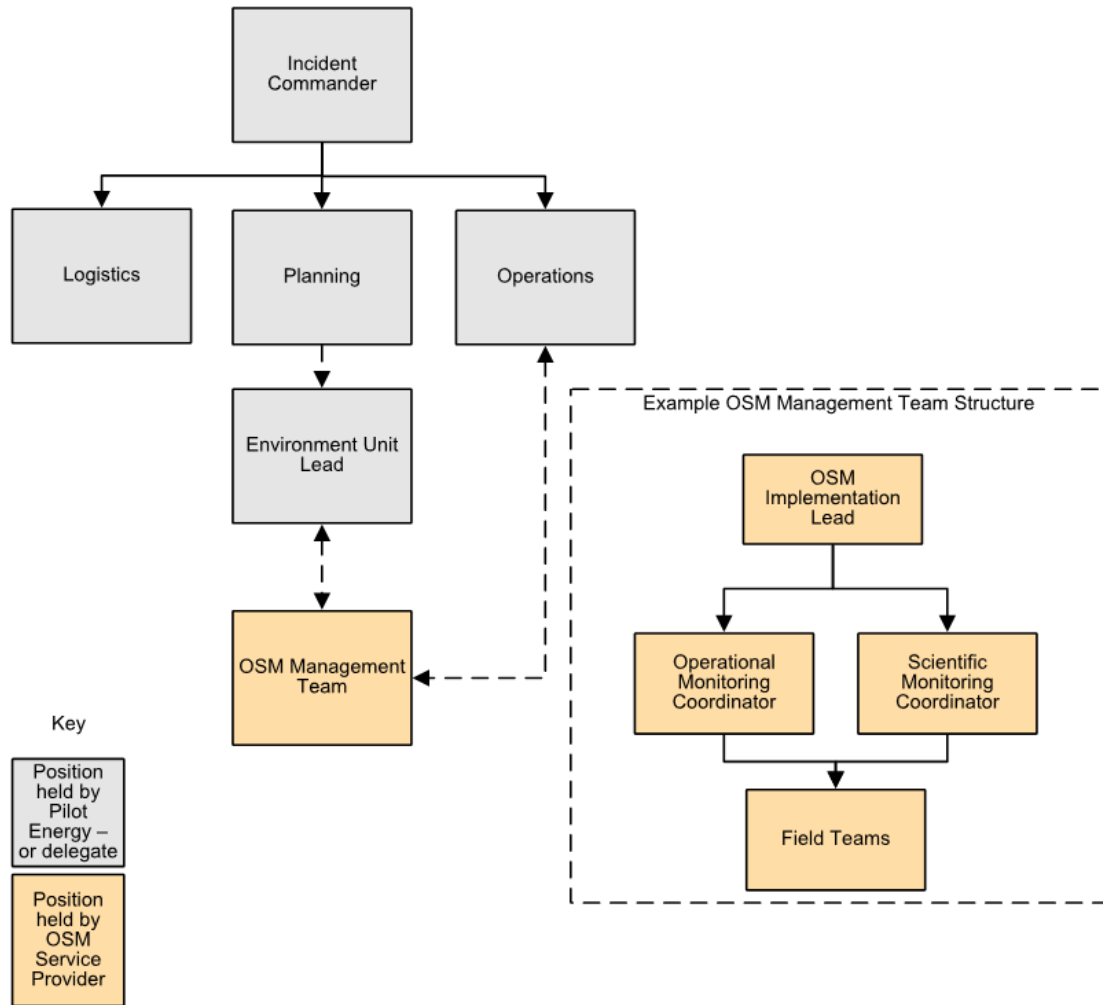 Incident
Commander
Logistics
Planning
Operations
Environment Unit
Lead
OSM Management
Team
Example OSM Management Team Structure
OSM
Implementation
Lead
Operational
Monitoring
Coordinator
Scientific
Monitoring
Coordinator
Field Teams
Key
Position
held by
Pilot
Energy –
or delegate
Position
held by
OSM
Service
Provider